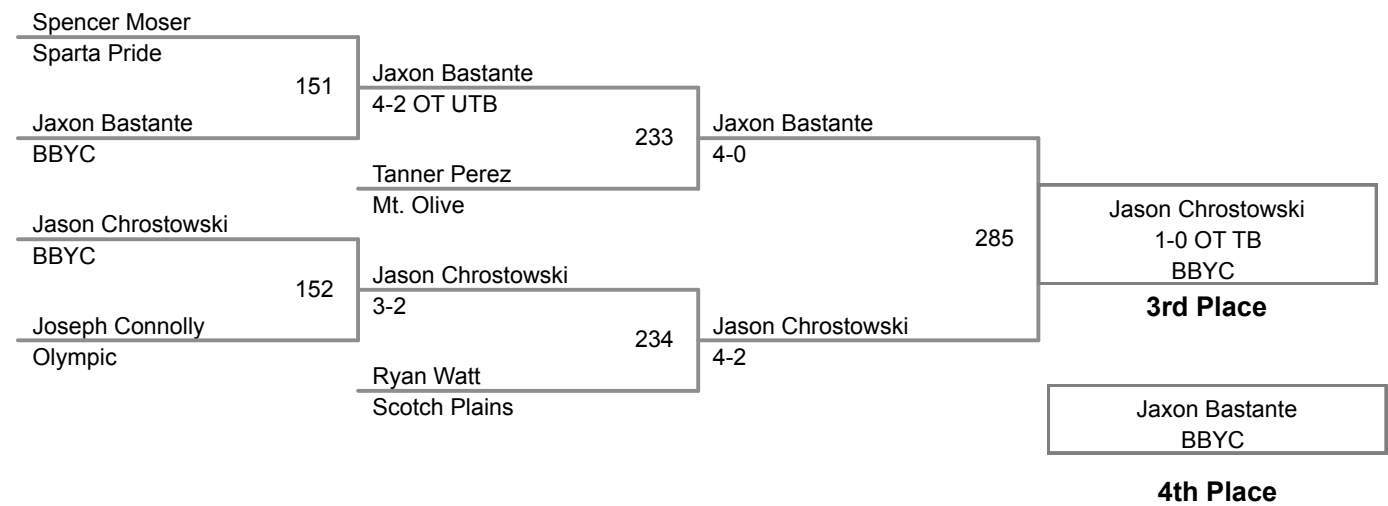 Spencer Moser
Sparta Pride
151
Jaxon Bastante
BBYC
Jaxon Bastante
4-2 OT UTB
233
Tanner Perez
Mt. Olive
Jaxon Bastante
4-0
Jason Chrostowski
BBYC
152
Joseph Connolly
Olympic
Jason Chrostowski
3-2
234
Ryan Watt
Scotch Plains
Jason Chrostowski
4-2
285
Jason Chrostowski
1-0 OT TB
BBYC
3rd Place
Jaxon Bastante
BBYC
4th Place